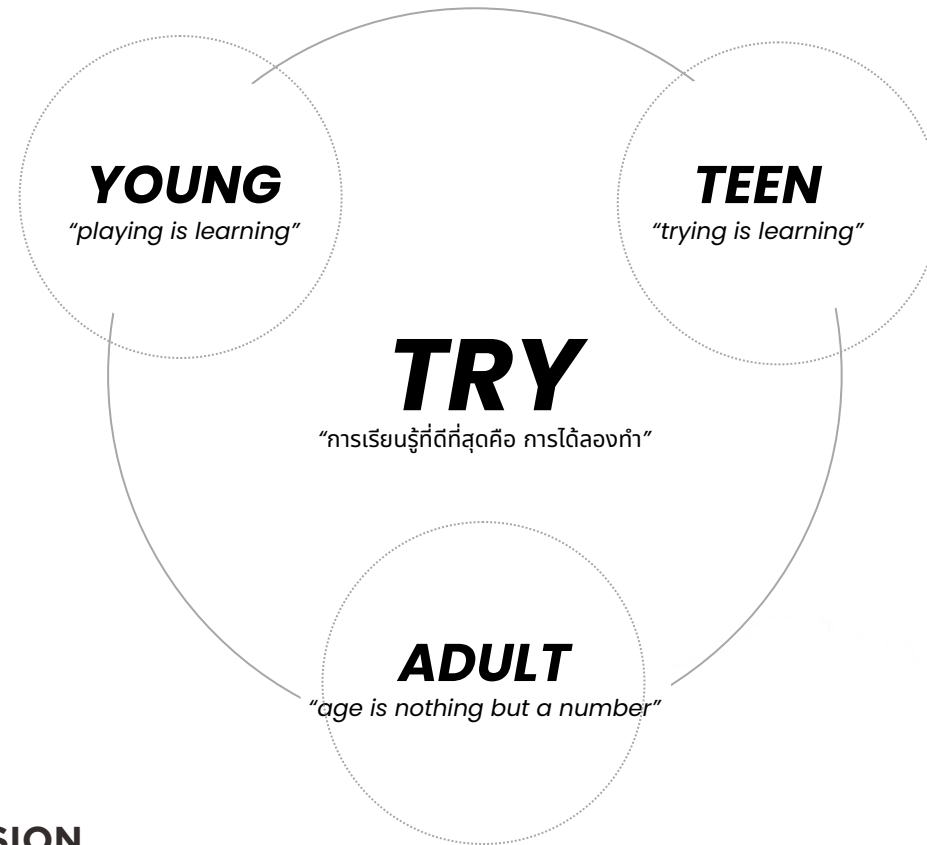 YOUNG
“playing is learning”
TEEN
“trying is learning”
TRY
“การเรียนรู้ที่ดีที่สุดคือ การได้ลองทำ”
ADULT
“age is nothing but a number”
SION